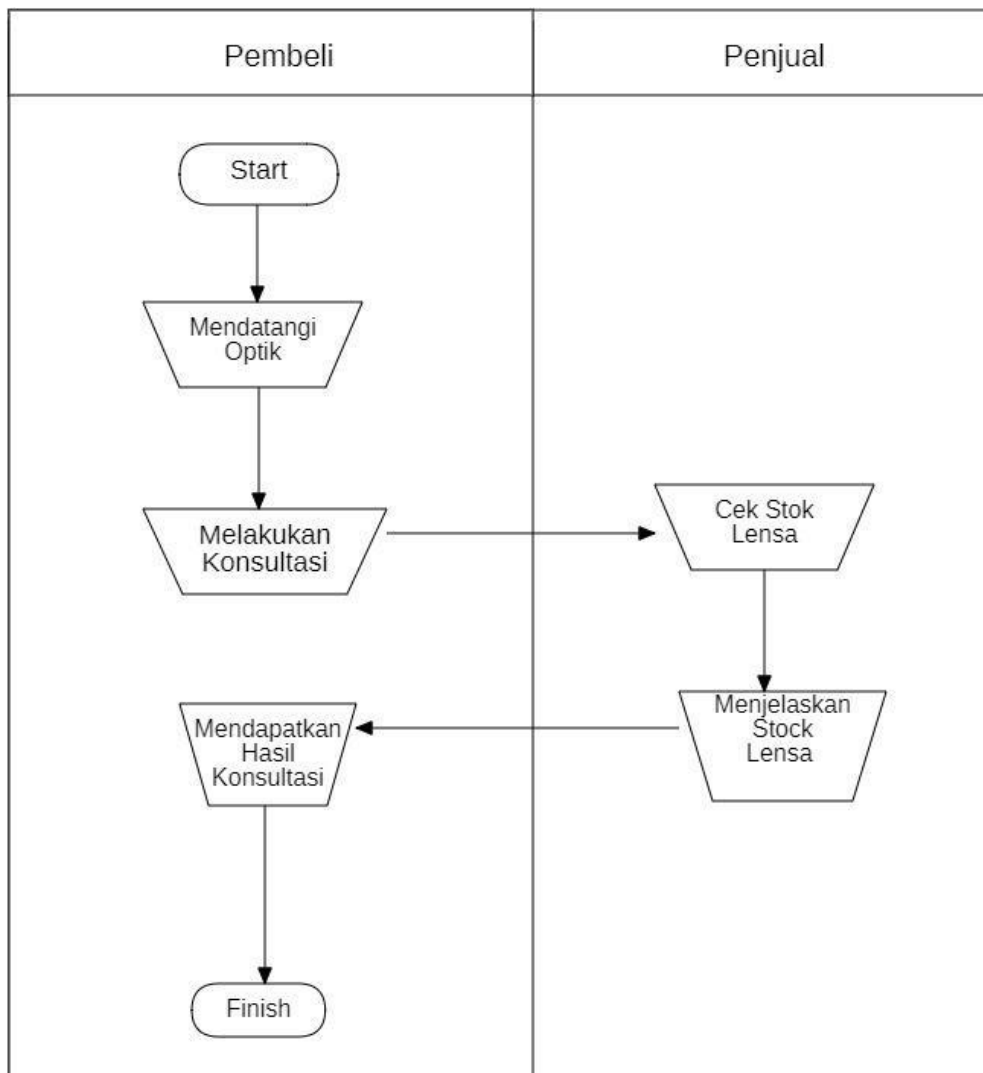 Pembeli
Penjual
Start
Mendatangi
Optik
Melakukan
Konsultasi
Cek Stok
Lensa
Menjelaskan
Stock
Lensa
Mendapatkan
Hasil
Konsultasi
Finish